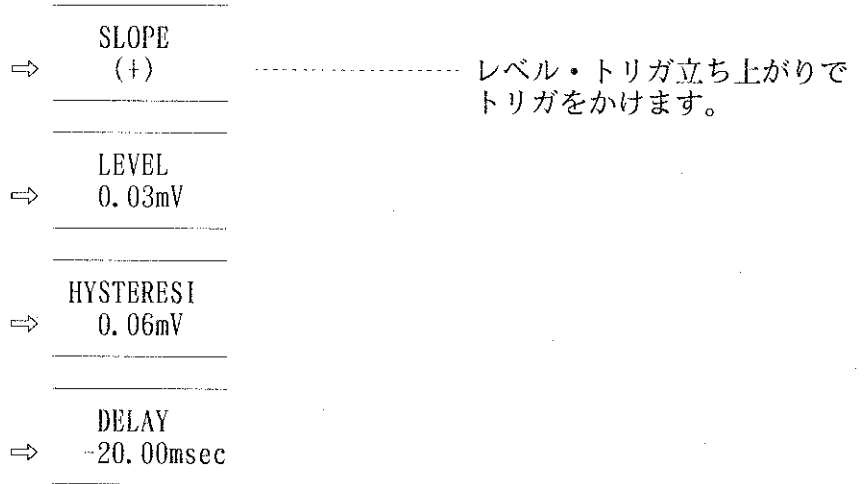 SLOPE
⇨ (+) レベル・トリガ立ち上がりで
トリガをかけます。
LEVEL
⇨ 0.03mV
HYSTERESI
⇨ 0.06mV
DELAY
⇨ -20.00msec